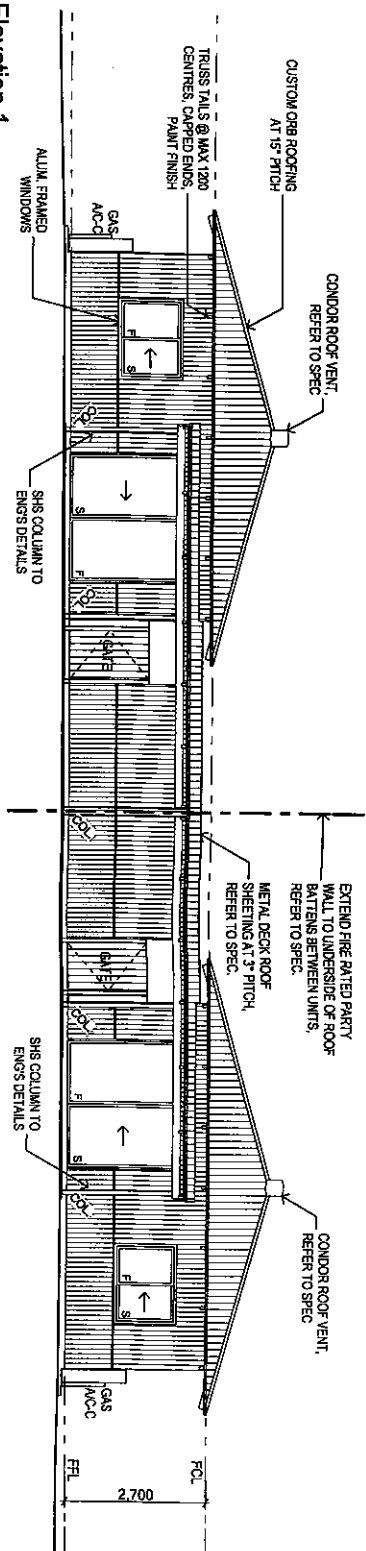 CUSTOM ORB ROOFING
AT 15° PITCH
CONDOR ROOF VENT,
REFER TO SPEC
EXTEND FIRE RATED PARTY
WALL TO UNDERSIDE OF ROOF
BATTENS BETWEEN UNITS,
REFER TO SPEC.
CONDOR ROOF VENT,
REFER TO SPEC
TRUSS TAILS @ MAX 1200
CENTRES, CAPPED ENDS,
PAINT FINISH
METAL DECK ROOF
SHEETING AT 3° PITCH,
REFER TO SPEC.
GAS
A/C-C
F
S
COL
S
F
COL
GATE
COL
GATE
COL
F
S
COL
F
S
GAS
A/C-C
FCL
2,700
FFL
ALUM. FRAMED
WINDOWS
SHS COLUMN TO
ENG'S DETAILS
SHS COLUMN TO
ENG'S DETAILS
Elevation 1